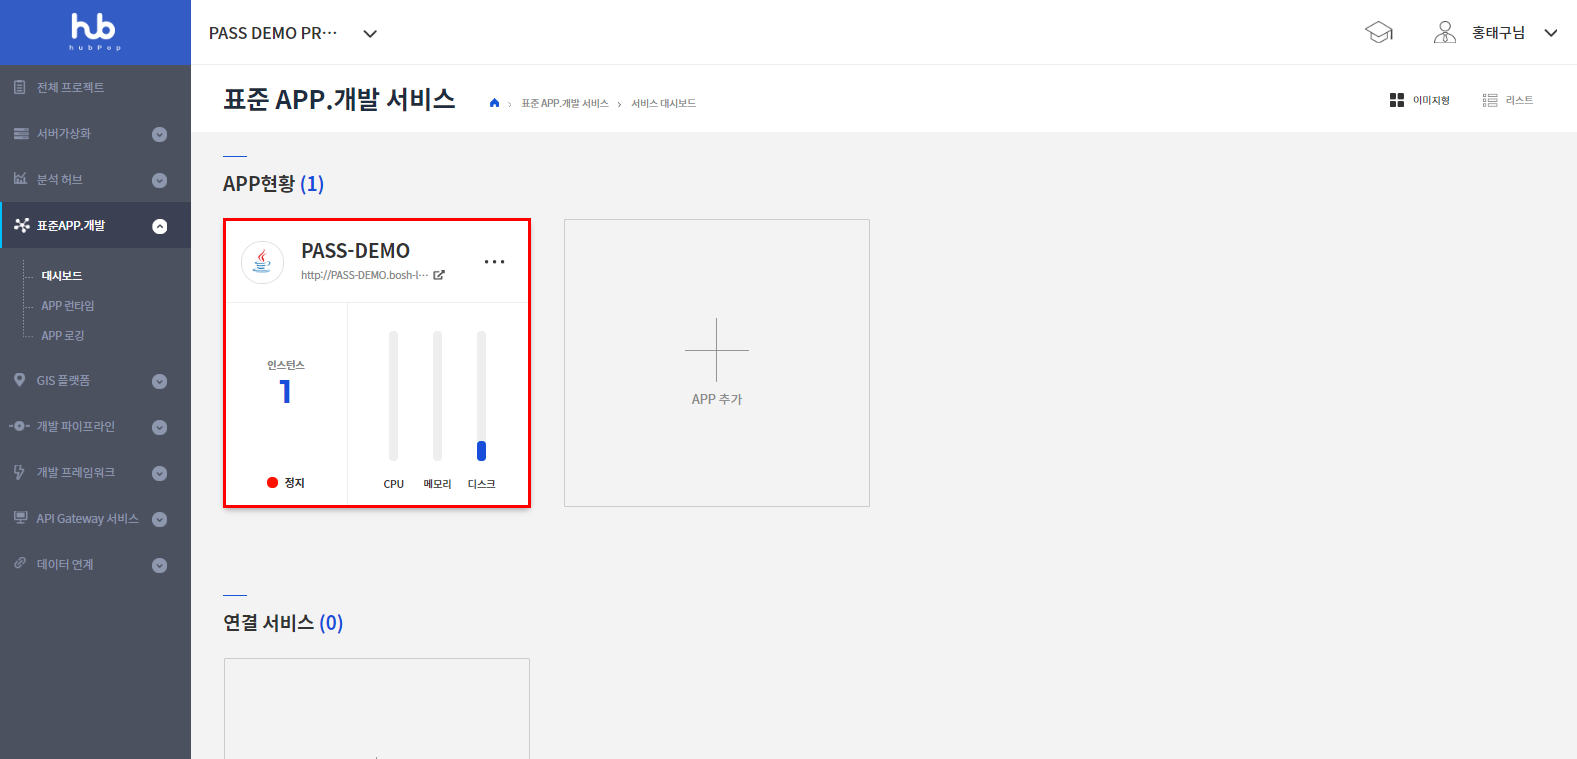 hub
hubPop
PASS DEMO PR···
홍태구님
전체 프로젝트
서버가상화
분석 허브
표준APP.개발
대시보드
APP 런타임
APP 로깅
GIS 플랫폼
개발 파이프라인
개발 프레임워크
API Gateway 서비스
데이터 연계
표준 APP.개발 서비스
표준 APP.개발 서비스 › 서비스 대시보드
이미지형
리스트
APP현황 (1)
PASS-DEMO
http://PASS-DEMO.bosh-l···
인스턴스
1
정지
CPU
메모리
디스크
APP 추가
연결 서비스 (0)